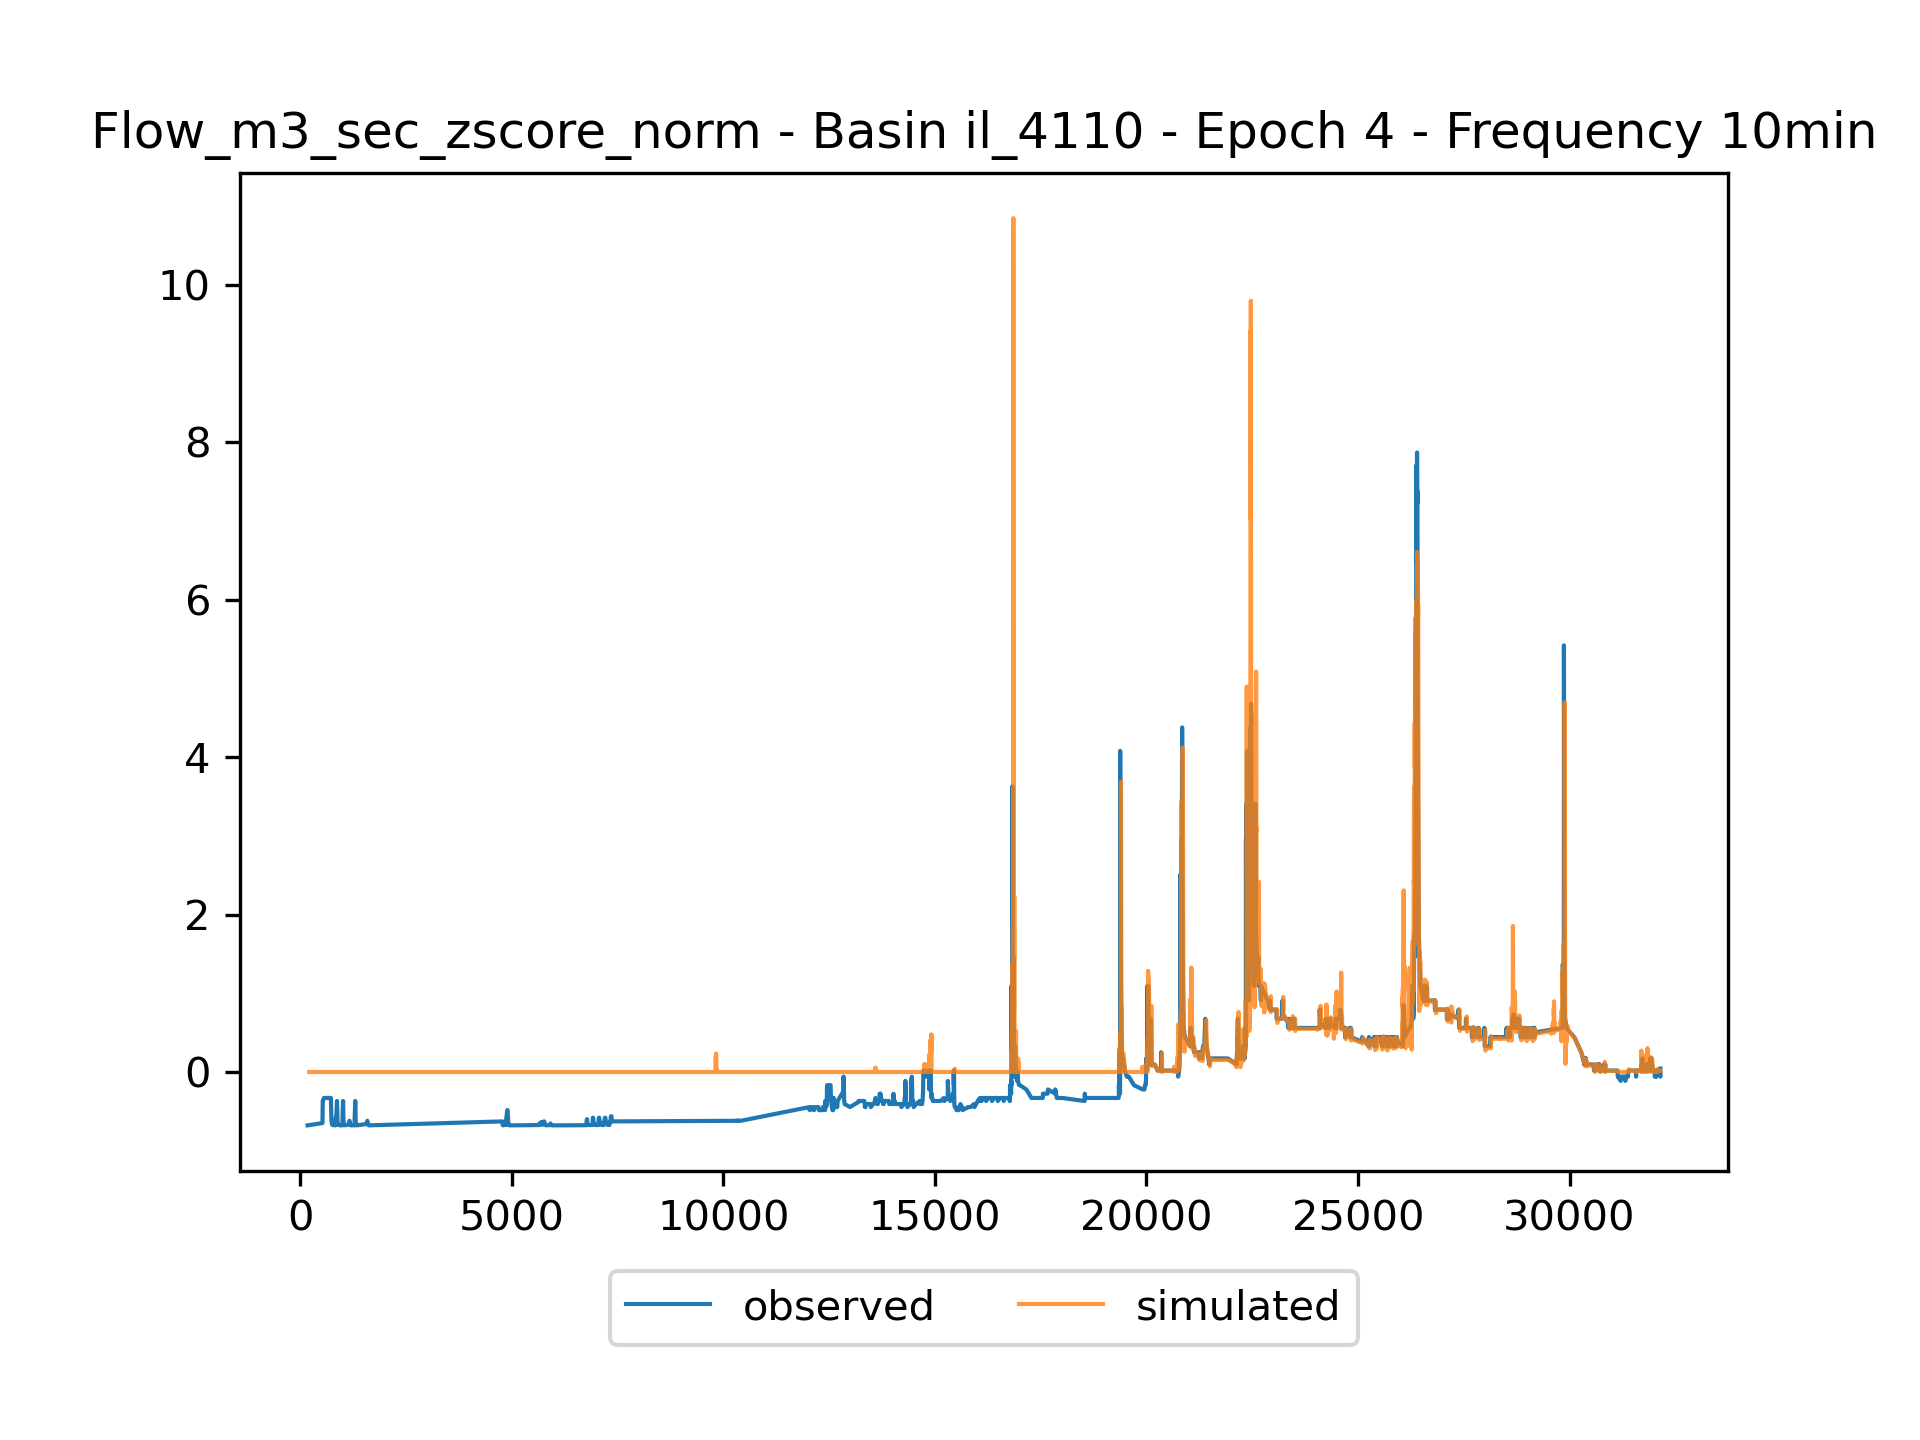 Flow_m3_sec_zscore_norm - Basin il_4110 - Epoch 4 - Frequency 10min
10
8
6
4
2
0
0 5000 10000 15000 20000 25000 30000
observed simulated